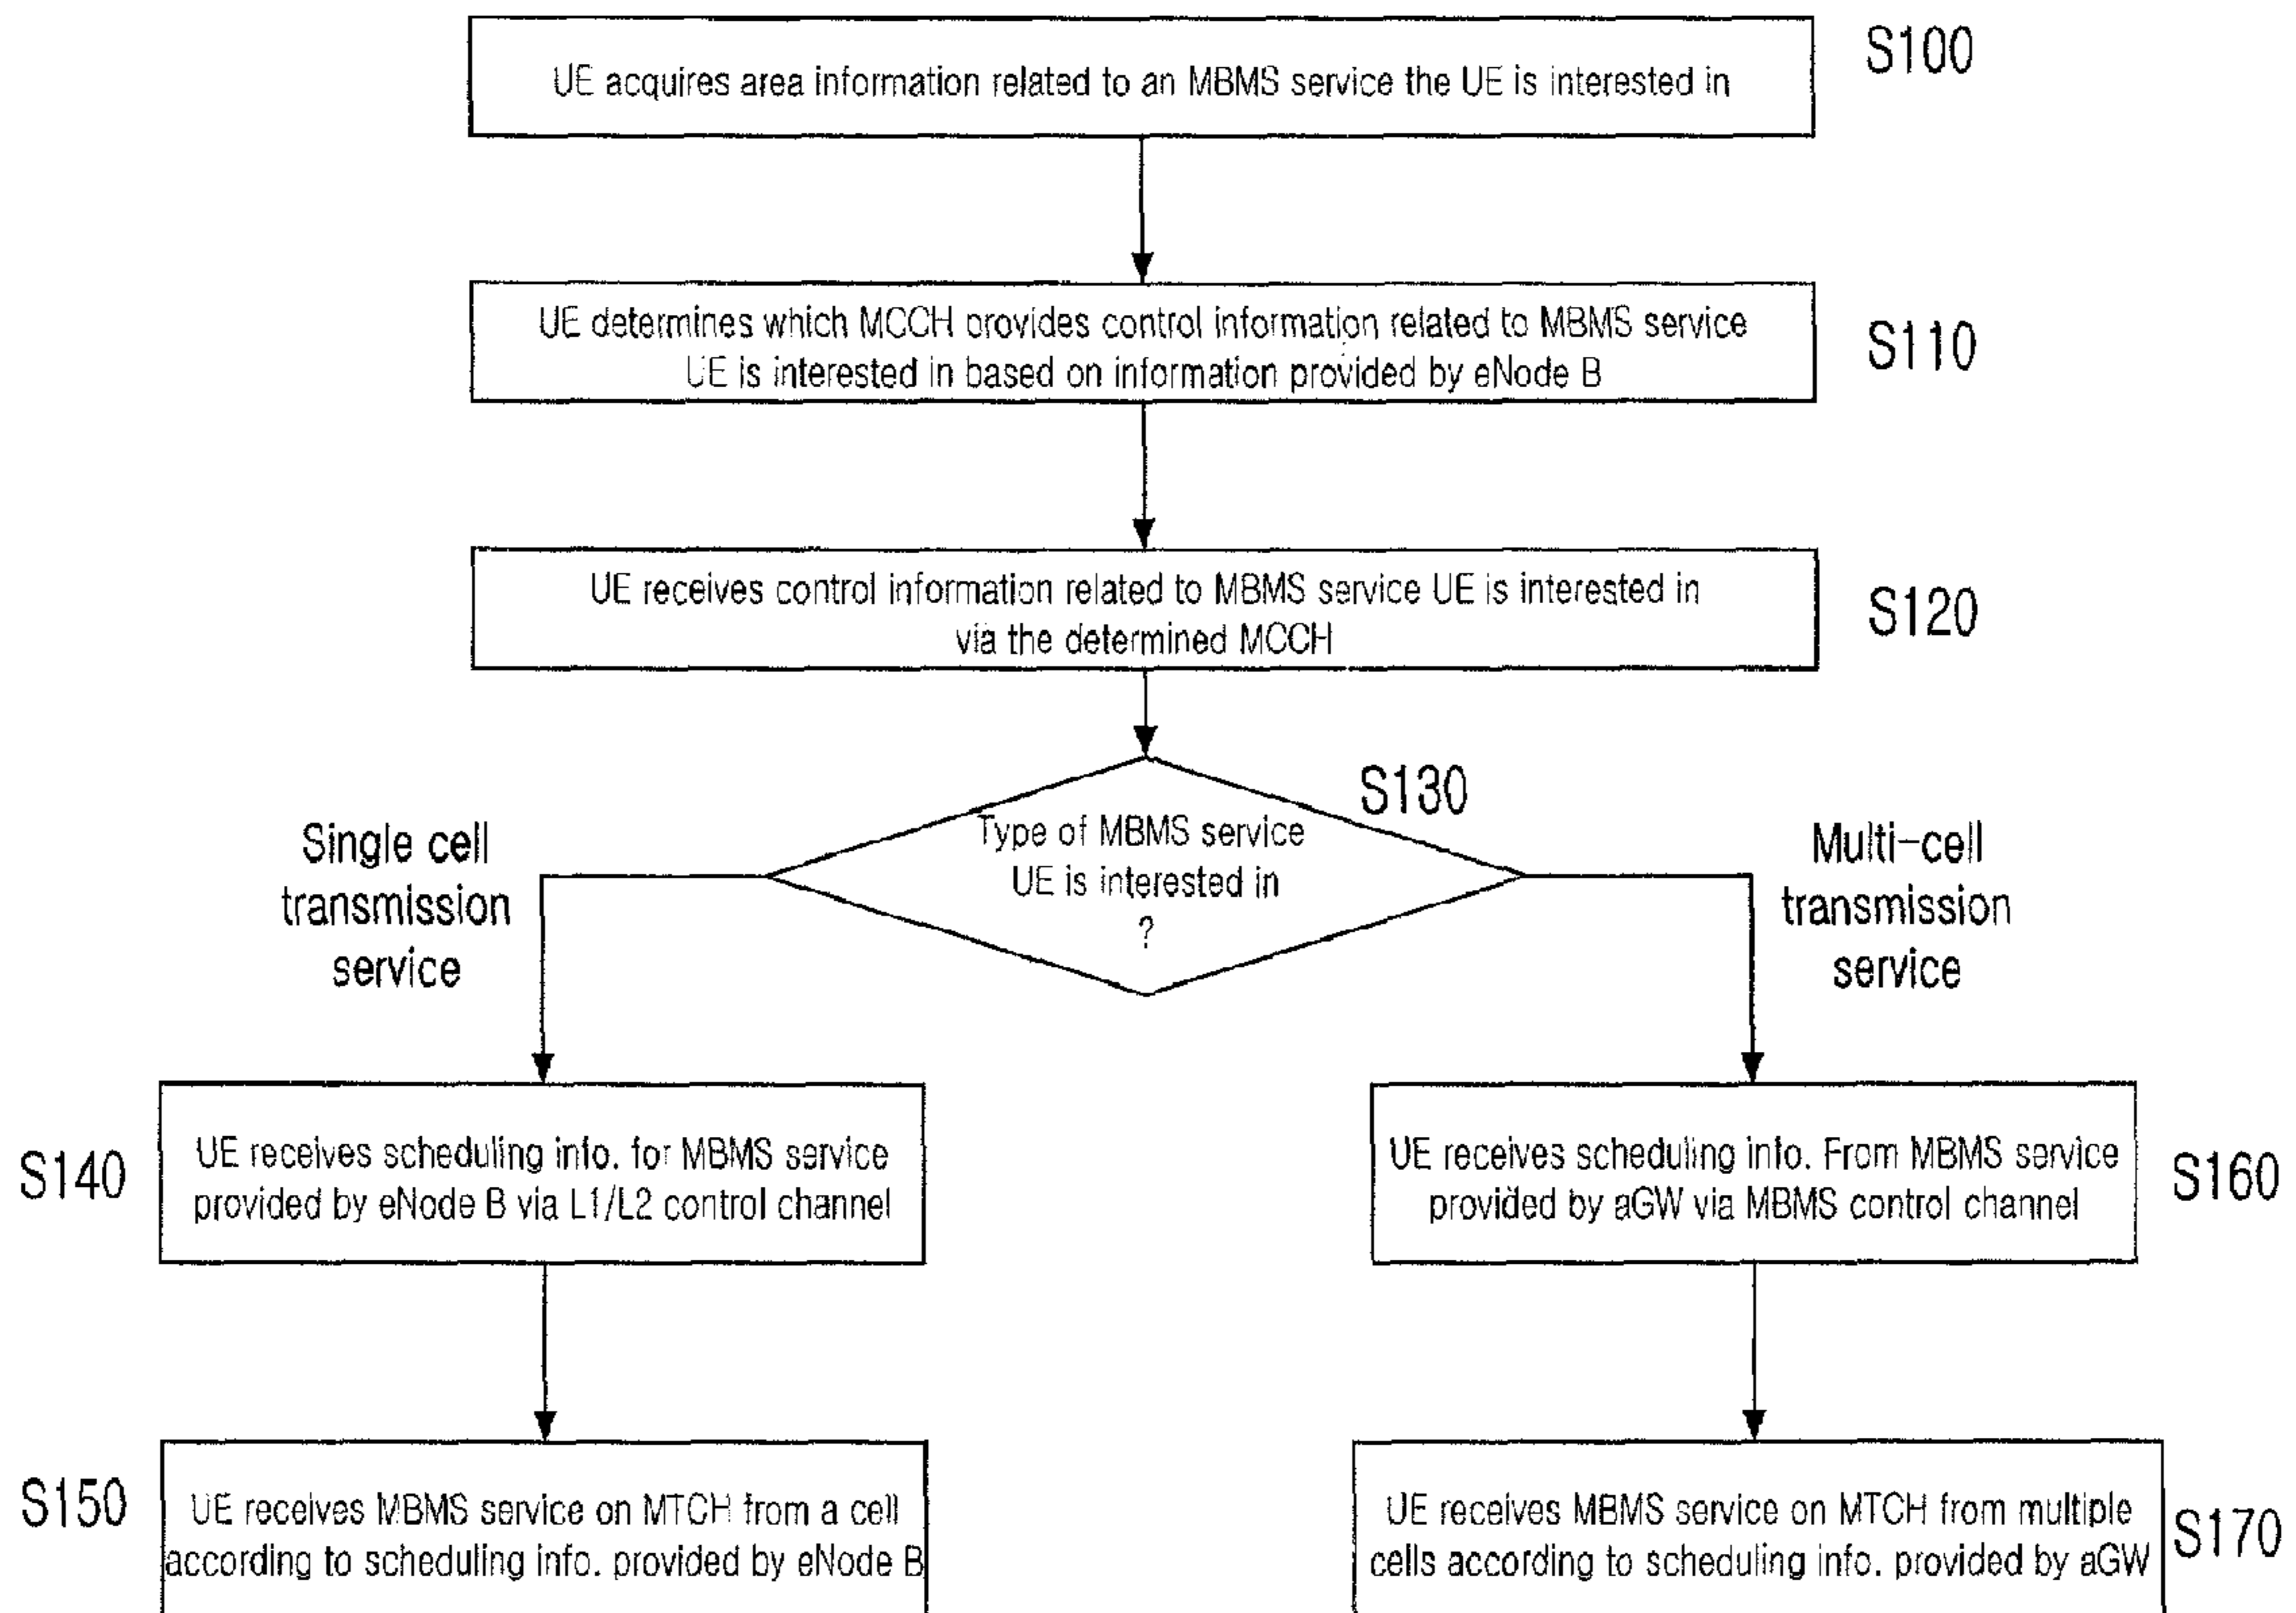 UE acquires area information related to an MBMS service the UE is interested in
S100
UE determines which MCCH provides control information related to MBMS service
UE is interested in based on information provided by eNode B
S110
UE receives control information related to MBMS service UE is interested in
via the determined MCCH
S120
S130
Type of MBMS service
UE is interested in
?
Single cell
transmission
service
Multi-cell
transmission
service
S140
UE receives scheduling info. for MBMS service
provided by eNode B via L1/L2 control channel
UE receives scheduling info. From MBMS service
provided by aGW via MBMS control channel
S160
S150
UE receives MBMS service on MTCH from a cell
according to scheduling info. provided by eNode B
UE receives MBMS service on MTCH from multiple
cells according to scheduling info. provided by aGW
S170